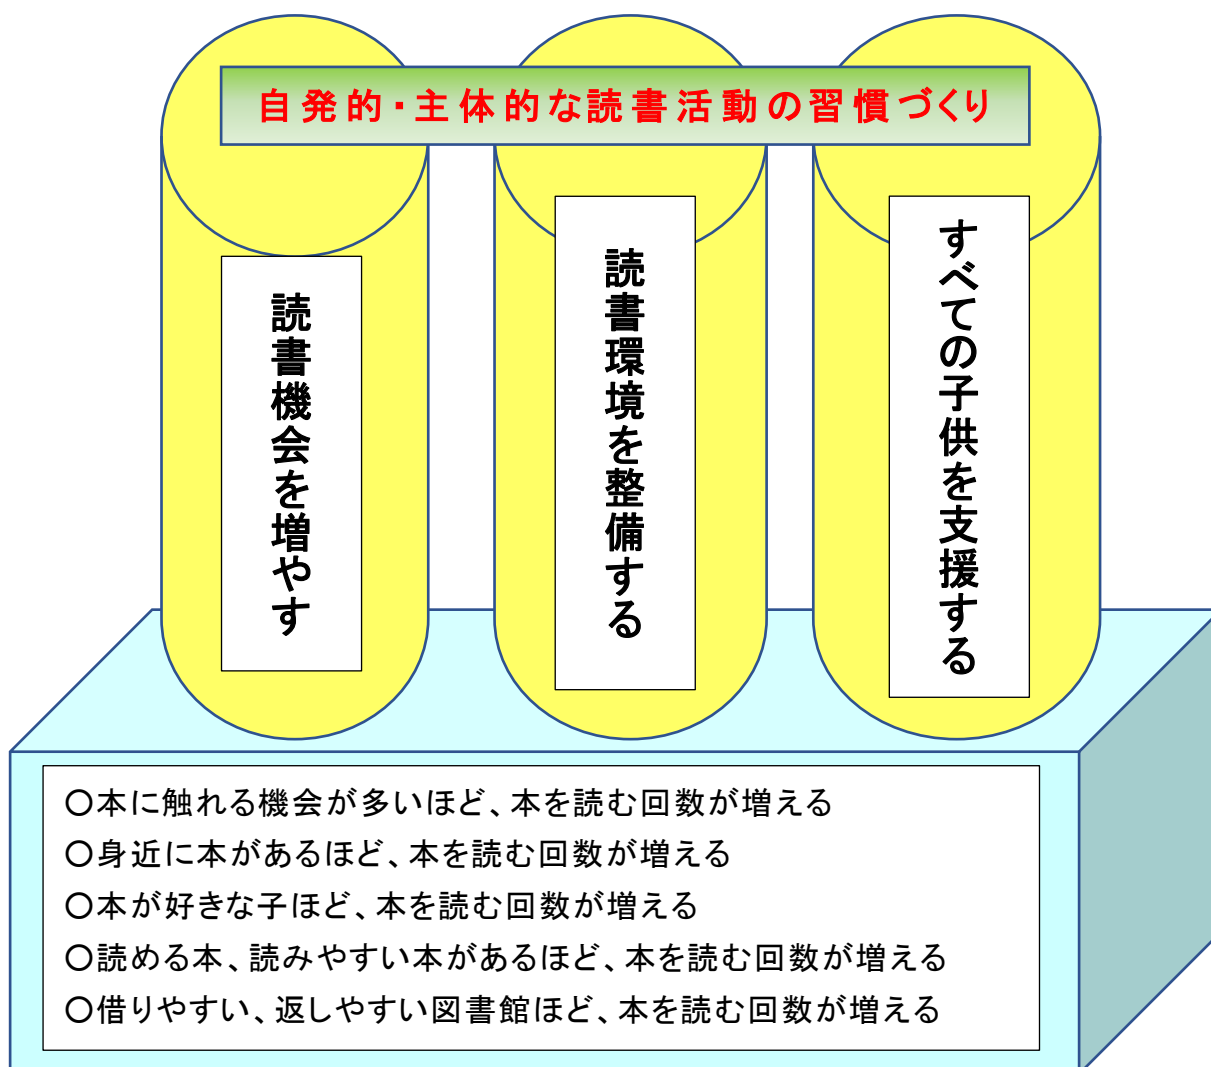 自発的・主体的な読書活動の習慣づくり
読書機会を増やす
読書環境を整備する
すべての子供を支援する
〇本に触れる機会が多いほど、本を読む回数が増える
〇身近に本があるほど、本を読む回数が増える
〇本が好きな子ほど、本を読む回数が増える
〇読める本、読みやすい本があるほど、本を読む回数が増える
〇借りやすい、返しやすい図書館ほど、本を読む回数が増える